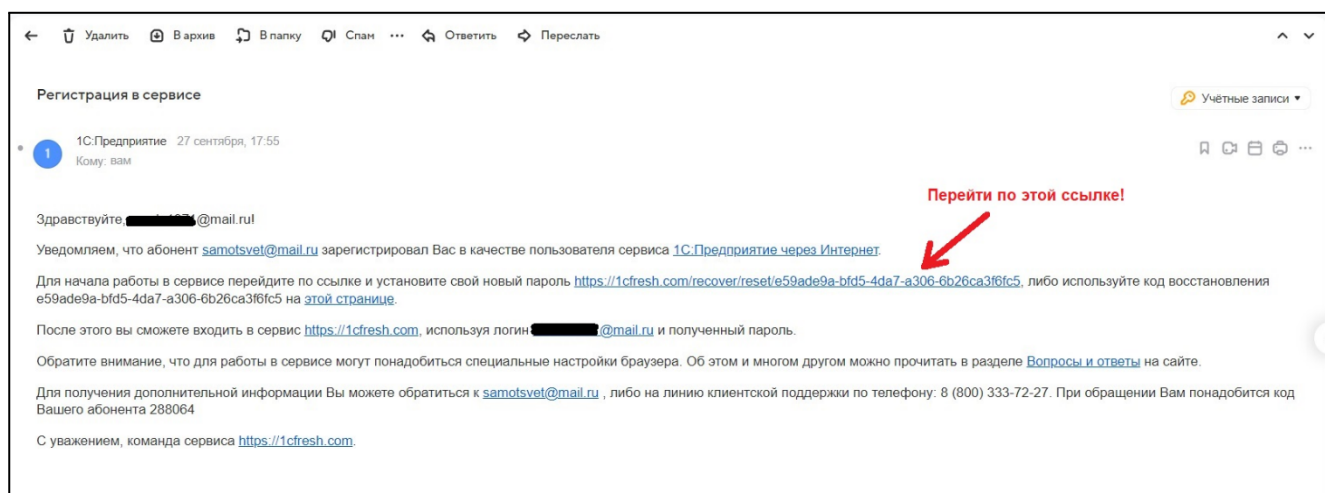 Удалить В архив В папку Спам ... Ответить Переслать
Регистрация в сервисе
Учётные записи
1 1С:Предприятие 27 сентября, 17:55
Кому: вам
Перейти по этой ссылке!
Здравствуйте, @mail.ru!
Уведомляем, что абонент samotsvet@mail.ru зарегистрировал Вас в качестве пользователя сервиса 1С:Предприятие через Интернет.
Для начала работы в сервисе перейдите по ссылке и установите свой новый пароль https://1cfresh.com/recover/reset/e59ade9a-bfd5-4da7-a306-6b26ca3f6fc5, либо используйте код восстановления
e59ade9a-bfd5-4da7-a306-6b26ca3f6fc5 на этой странице.
После этого вы сможете входить в сервис https://1cfresh.com, используя логин @mail.ru и полученный пароль.
Обратите внимание, что для работы в сервисе могут понадобиться специальные настройки браузера. Об этом и многом другом можно прочитать в разделе Вопросы и ответы на сайте.
Для получения дополнительной информации Вы можете обратиться к samotsvet@mail.ru , либо на линию клиентской поддержки по телефону: 8 (800) 333-72-27. При обращении Вам понадобится код
Вашего абонента 288064
С уважением, команда сервиса https://1cfresh.com.